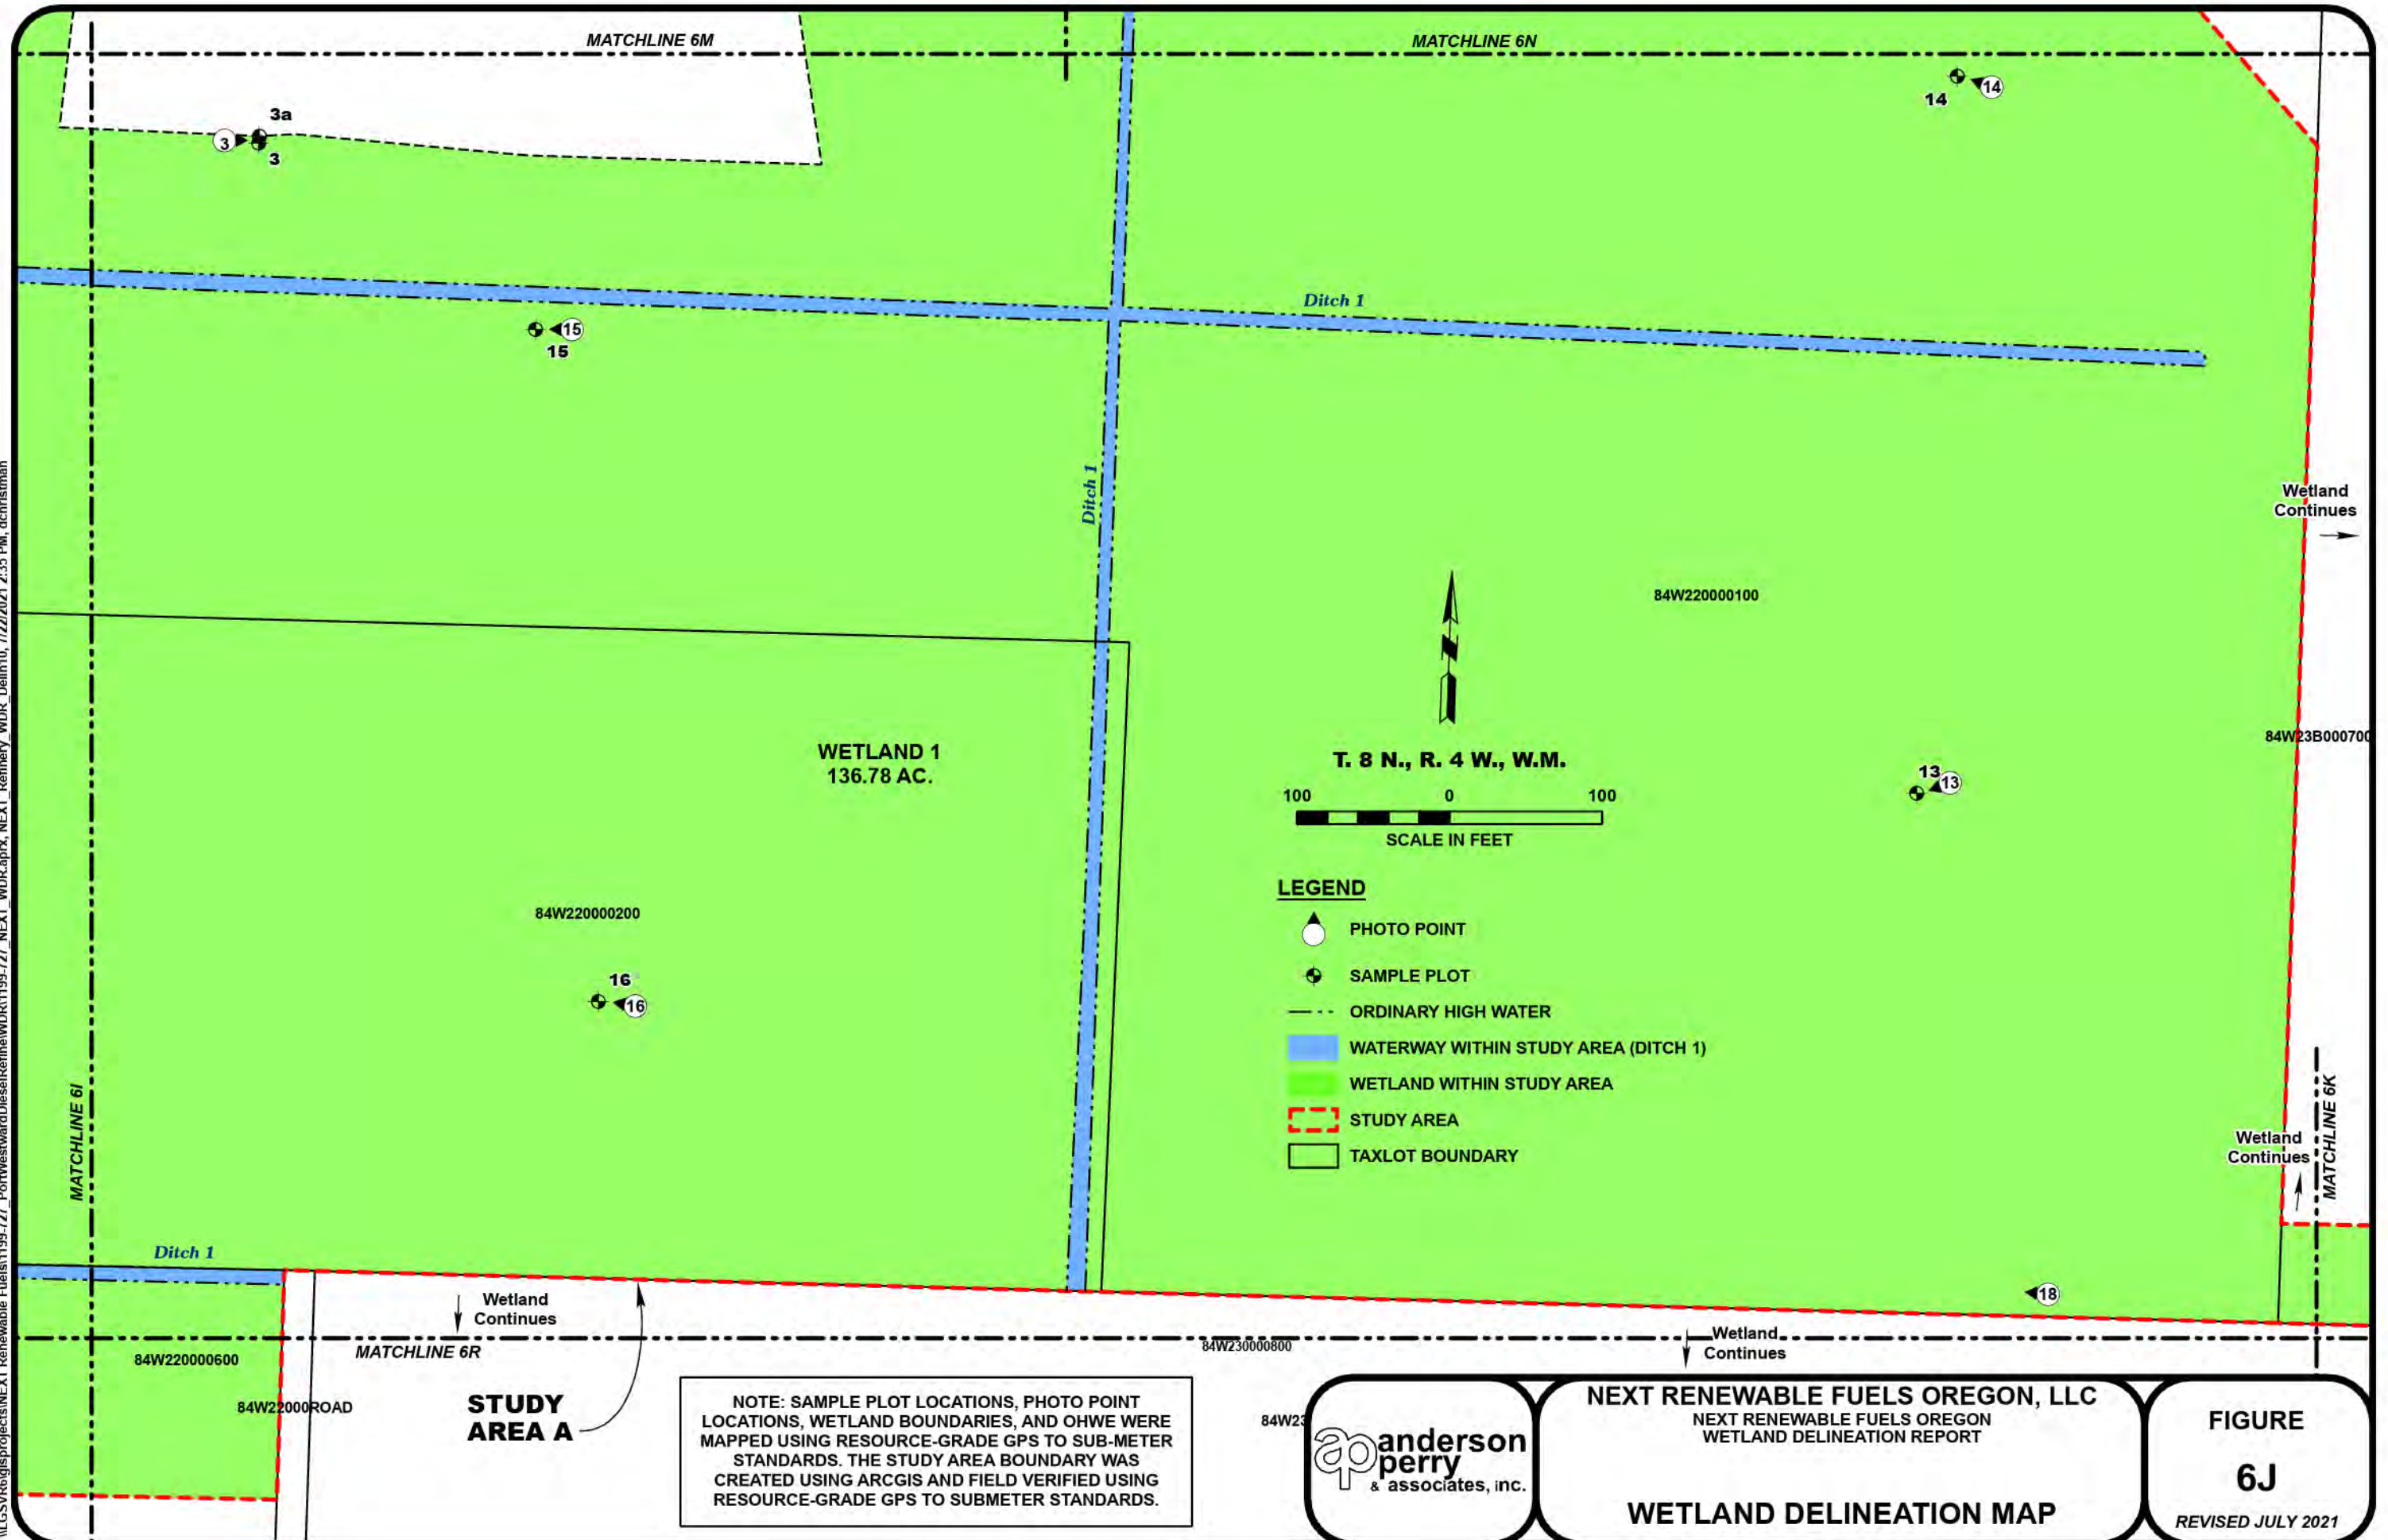 MATCHLINE 6M
MATCHLINE 6N
14
14
3a
3
3
Ditch 1
15
15
Ditch 1
Wetland
Continues
84W220000100
WETLAND 1
136.78 AC.
T. 8 N., R. 4 W., W.M.
84W23B000700
100 0 100
SCALE IN FEET
13
13
84W220000200
16
16
LEGEND
PHOTO POINT
SAMPLE PLOT
ORDINARY HIGH WATER
WATERWAY WITHIN STUDY AREA (DITCH 1)
WETLAND WITHIN STUDY AREA
STUDY AREA
TAXLOT BOUNDARY
MATCHLINE 6I
MATCHLINE 6K
Wetland
Continues
Ditch 1
18
Wetland
Continues
Wetland
Continues
84W220000600
MATCHLINE 6R
84W230000800
84W22000ROAD
STUDY
AREA A
NOTE: SAMPLE PLOT LOCATIONS, PHOTO POINT
LOCATIONS, WETLAND BOUNDARIES, AND OHWE WERE
MAPPED USING RESOURCE-GRADE GPS TO SUB-METER
STANDARDS. THE STUDY AREA BOUNDARY WAS
CREATED USING ARCGIS AND FIELD VERIFIED USING
RESOURCE-GRADE GPS TO SUBMETER STANDARDS.
84W23
anderson
perry
& associates, inc.
NEXT RENEWABLE FUELS OREGON, LLC
NEXT RENEWABLE FUELS OREGON
WETLAND DELINEATION REPORT
WETLAND DELINEATION MAP
FIGURE
6J
REVISED JULY 2021